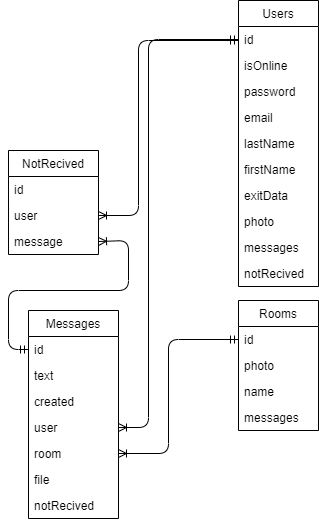 Users
id
isOnline
password
email
lastName
firstName
exitData
photo
messages
notRecived
NotRecived
id
user
message
Messages
id
text
created
user
room
file
notRecived
Rooms
id
photo
name
messages